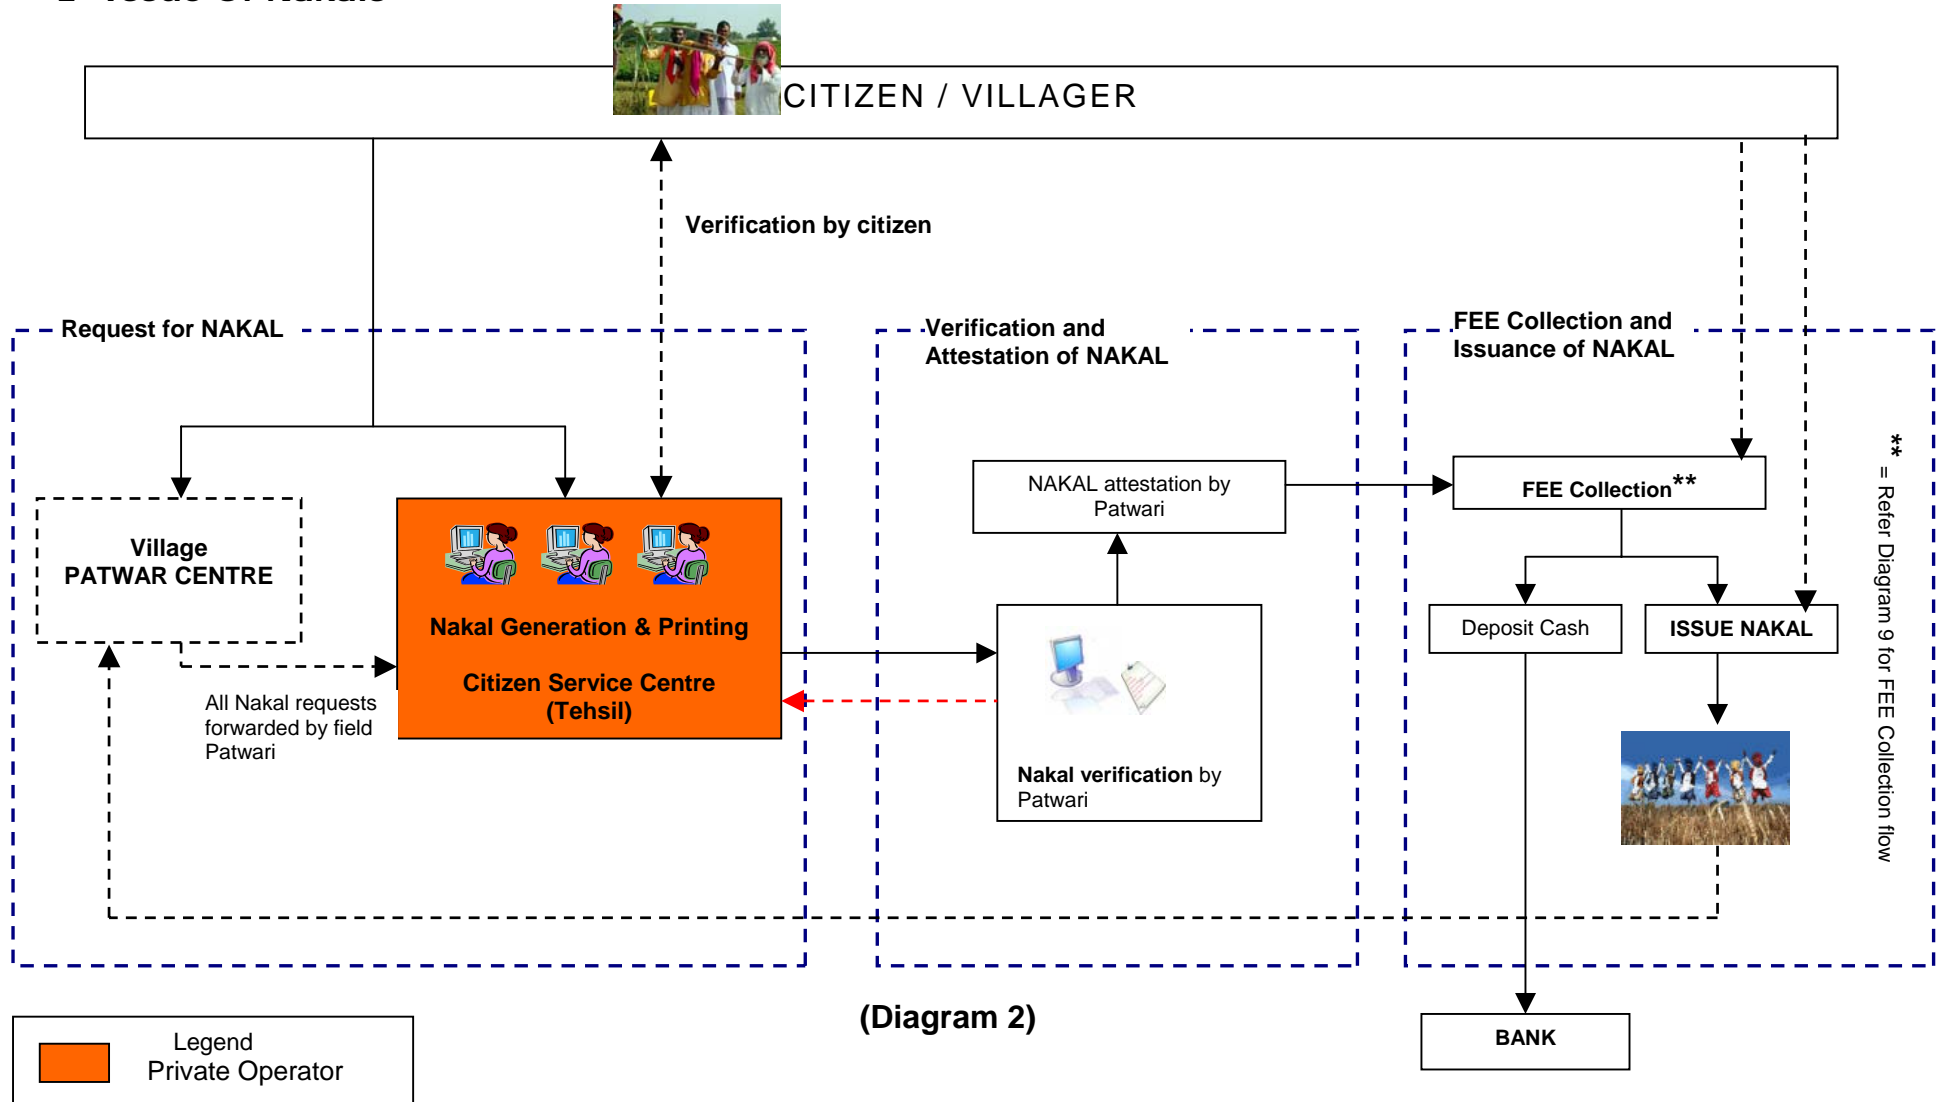 CITIZEN / VILLAGER
Verification by citizen
Request for NAKAL
Verification and
Attestation of NAKAL
FEE Collection and
Issuance of NAKAL
Village
PATWAR CENTRE
All Nakal requests
forwarded by field
Patwari
Nakal Generation & Printing
Citizen Service Centre
(Tehsil)
NAKAL attestation by
Patwari
Nakal verification by
Patwari
FEE Collection**
Deposit Cash
ISSUE NAKAL
** = Refer Diagram 9 for FEE Collection flow
BANK
(Diagram 2)
Legend
Private Operator